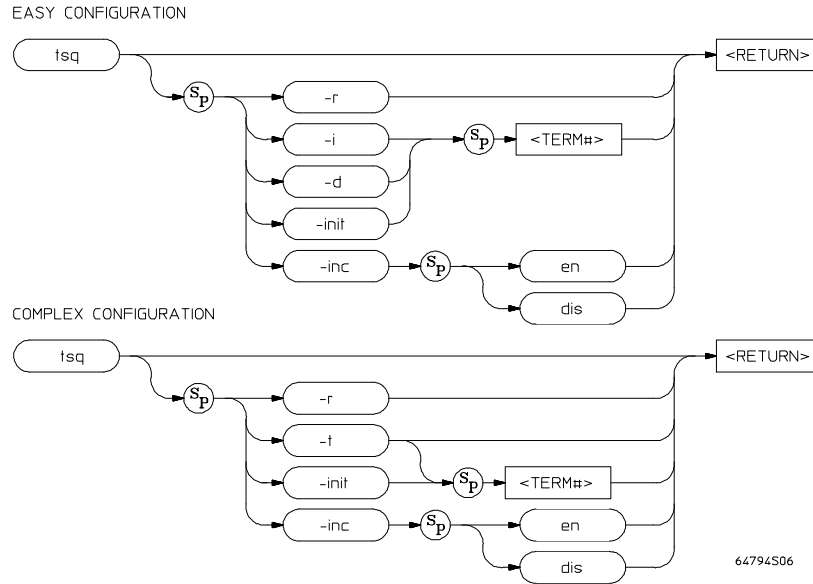 EASY CONFIGURATION
tsq
<RETURN>
Sp
-r
-i
Sp
<TERM#>
-d
-init
-inc
Sp
en
dis
COMPLEX CONFIGURATION
tsq
<RETURN>
Sp
-r
-t
-init
Sp
<TERM#>
-inc
Sp
en
dis
64794S06